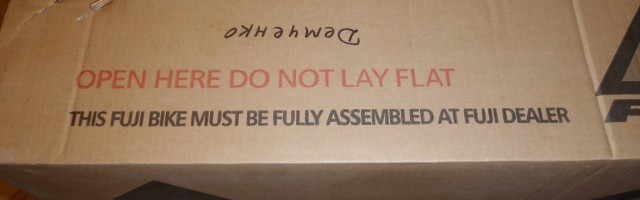 Демченко
OPEN HERE DO NOT LAY FLAT
THIS FUJI BIKE MUST BE FULLY ASSEMBLED AT FUJI DEALER